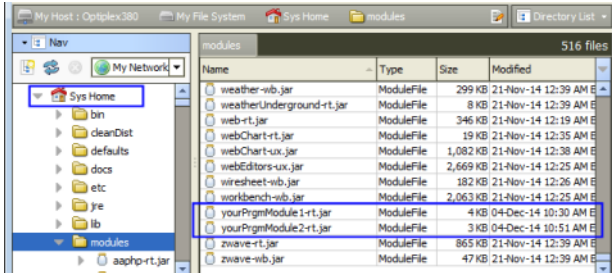 My Host : Optiplex380 My File System Sys Home modules Directory List
Nav
My Network
Sys Home
bin
cleanDist
defaults
docs
etc
jre
lib
modules
aaphp-rt.jar
modules 516 files
Name Type Size Modified
weather-wb.jar ModuleFile 299 KB 21-Nov-14 12:39 AM E
weatherUnderground-rt.jar ModuleFile 8 KB 21-Nov-14 12:39 AM E
web-rt.jar ModuleFile 346 KB 21-Nov-14 12:19 AM E
webChart-rt.jar ModuleFile 19 KB 21-Nov-14 12:35 AM E
webChart-ux.jar ModuleFile 1,082 KB 21-Nov-14 12:38 AM E
webEditors-ux.jar ModuleFile 2,669 KB 21-Nov-14 12:25 AM E
wiresheet-wb.jar ModuleFile 182 KB 21-Nov-14 12:26 AM E
workbench-wb.jar ModuleFile 2,063 KB 21-Nov-14 12:25 AM E
yourPrgmModule1-rt.jar ModuleFile 4 KB 04-Dec-14 10:30 AM E
yourPrgmModule2-rt.jar ModuleFile 3 KB 04-Dec-14 10:51 AM E
zwave-rt.jar ModuleFile 865 KB 21-Nov-14 12:39 AM E
zwave-wb.jar ModuleFile 47 KB 21-Nov-14 12:39 AM E